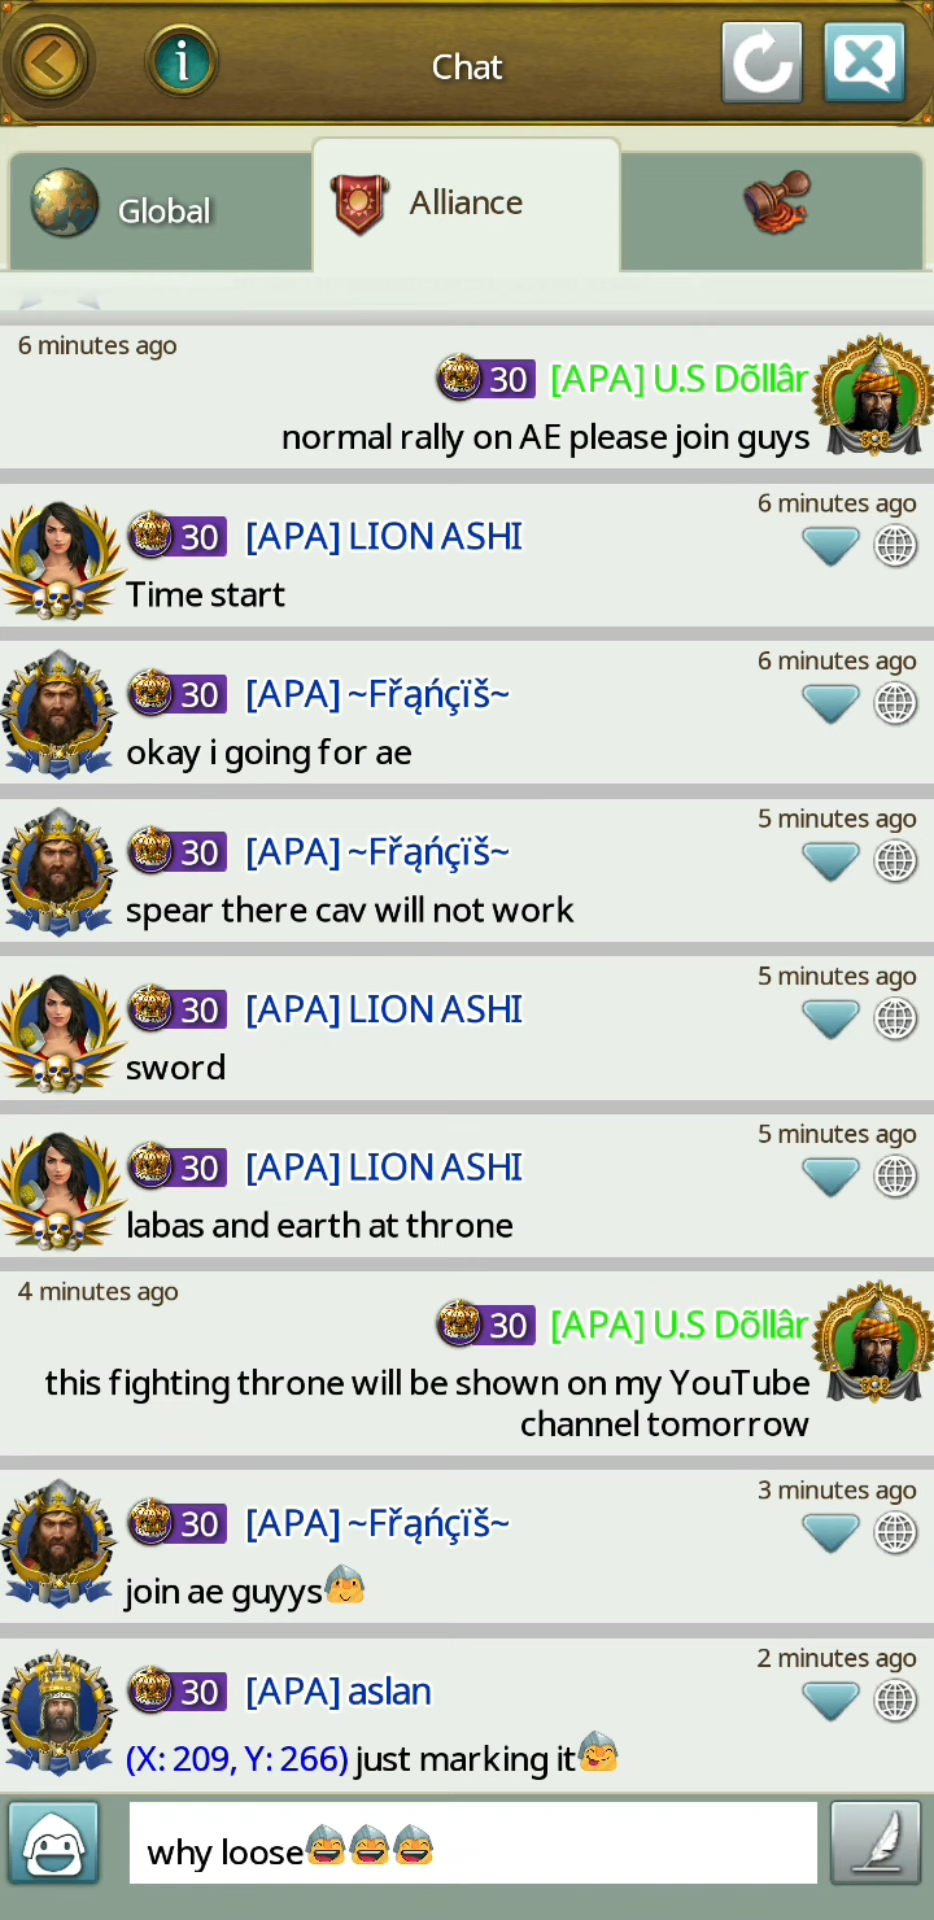 i
Chat
Global
Alliance
6 minutes ago
30 [APA] U.S Dõllâr
normal rally on AE please join guys
6 minutes ago
30 [APA] LION ASHI
Time start
6 minutes ago
30 [APA] ~Fřąńçïš~
okay i going for ae
5 minutes ago
30 [APA] ~Fřąńçïš~
spear there cav will not work
5 minutes ago
30 [APA] LION ASHI
sword
5 minutes ago
30 [APA] LION ASHI
labas and earth at throne
4 minutes ago
30 [APA] U.S Dõllâr
this fighting throne will be shown on my YouTube
channel tomorrow
3 minutes ago
30 [APA] ~Fřąńçïš~
join ae guyys
2 minutes ago
30 [APA] aslan
(X: 209, Y: 266) just marking it
why loose